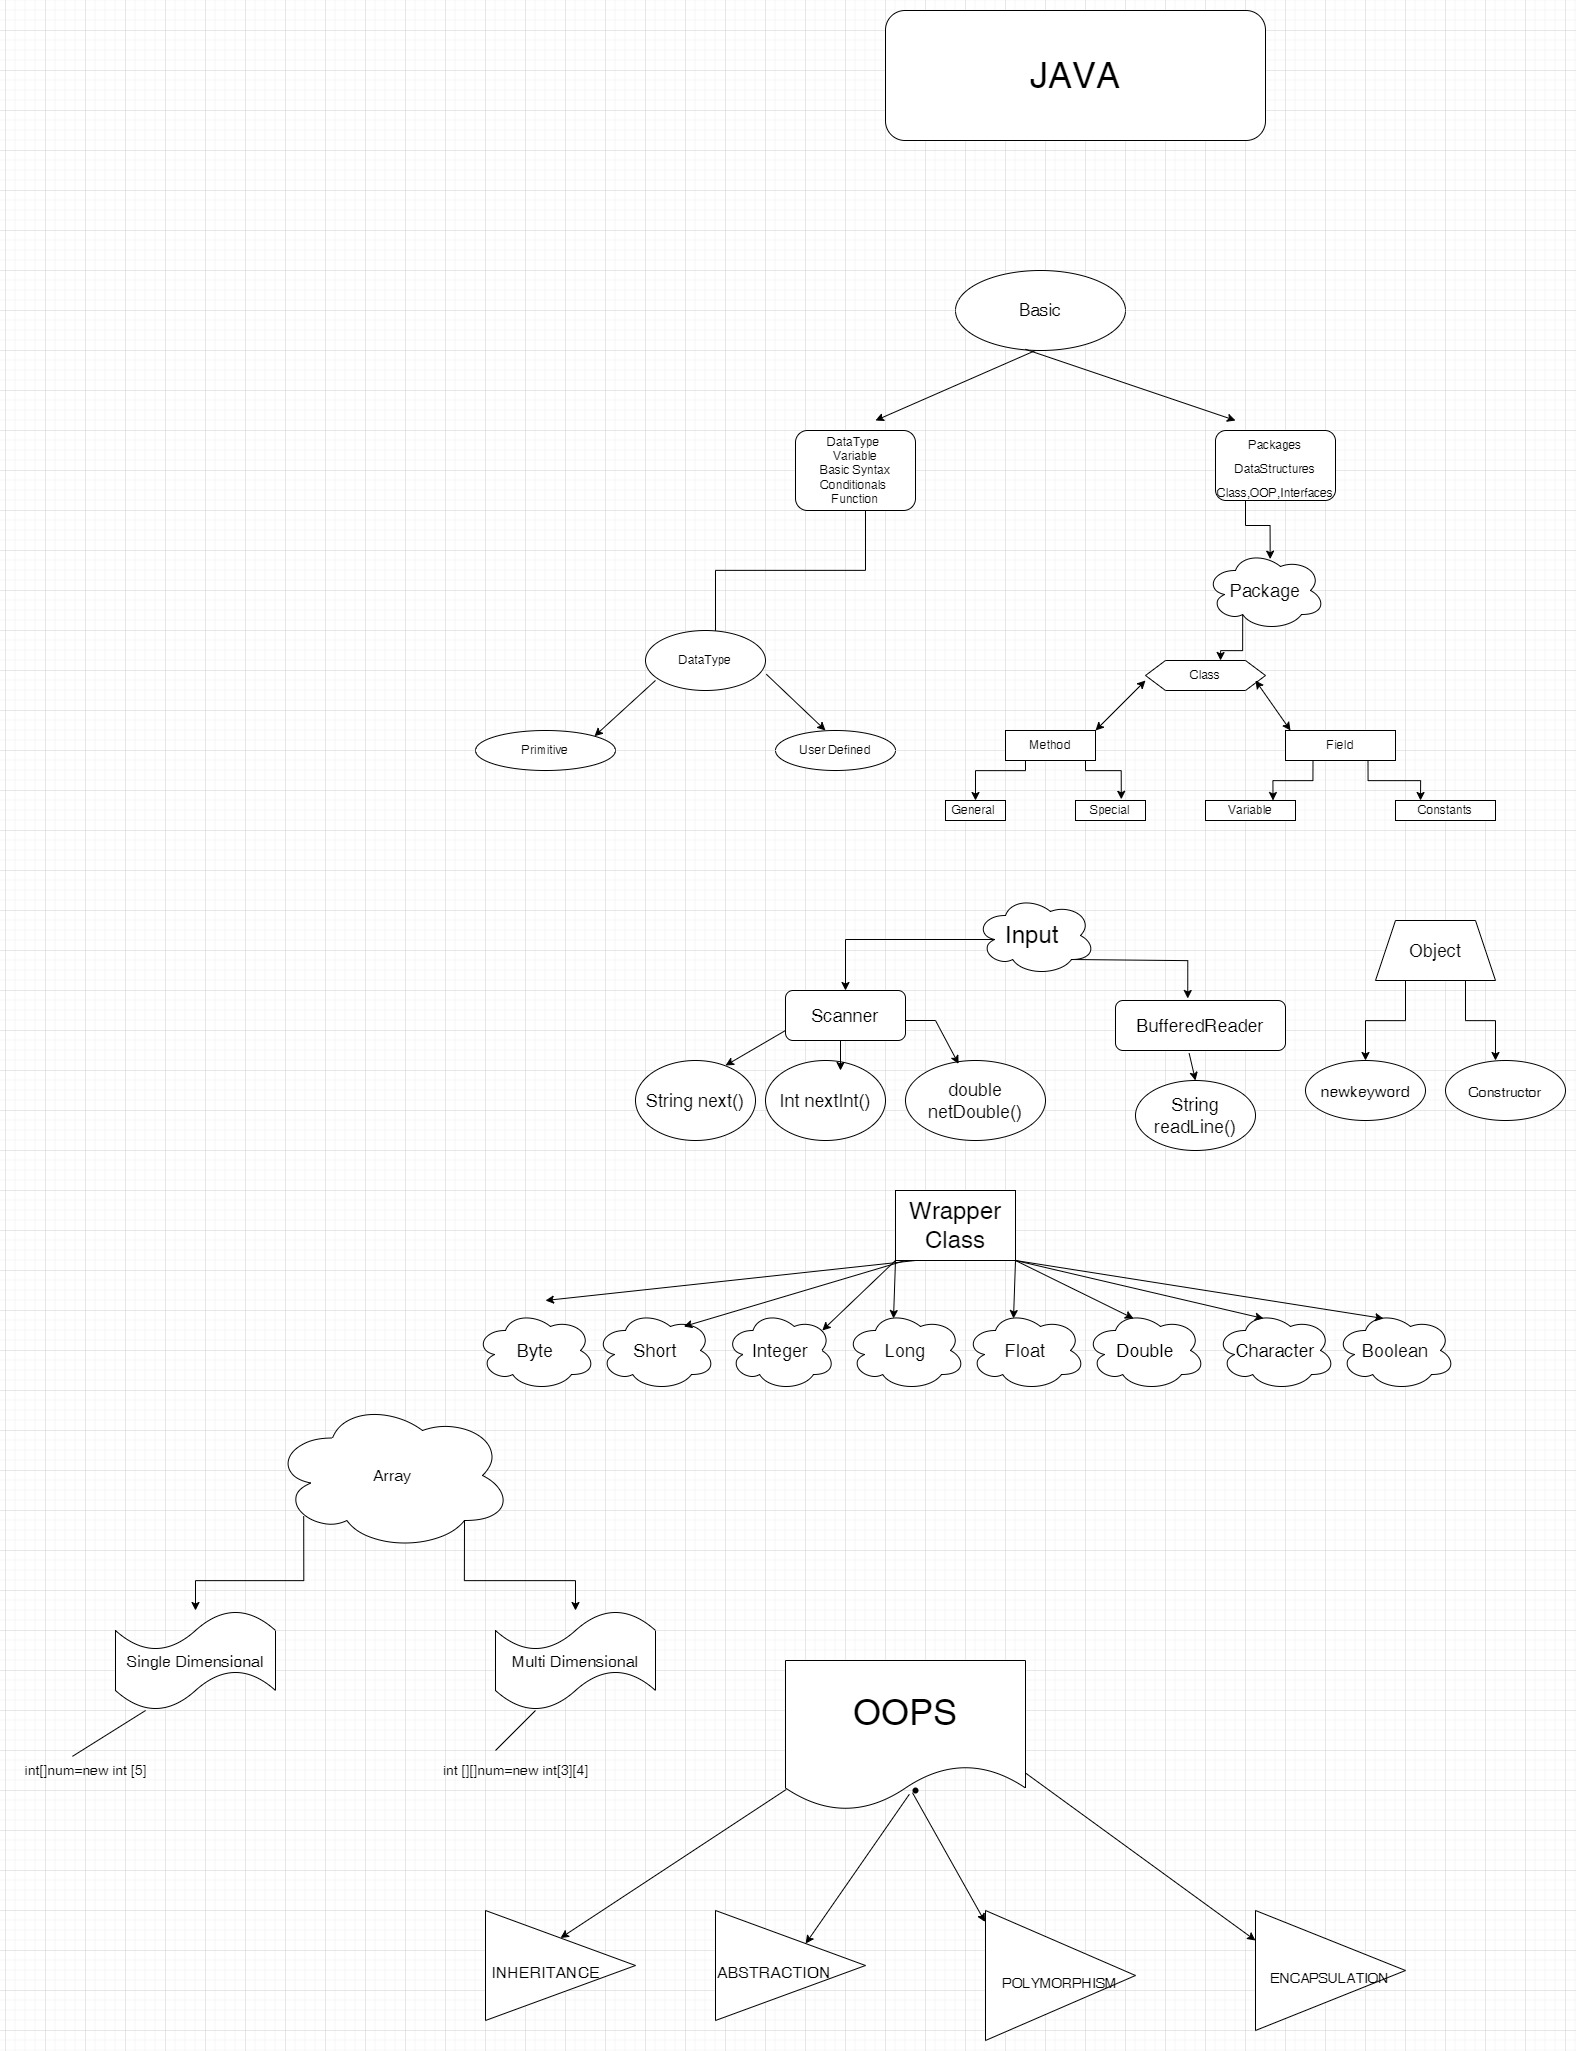 JAVA
Basic
DataType
Variable
Basic Syntax
Conditionals
Function
Packages
DataStructures
Class,OOP,Interfaces
Package
DataType
Class
Primitive
User Defined
Method
Field
General
Special
Variable
Constants
Input
Object
Scanner
BufferedReader
String next()
Int nextInt()
double
netDouble()
String
readLine()
newkeyword
Constructor
Wrapper
Class
Byte
Short
Integer
Long
Float
Double
Character
Boolean
Array
Single Dimensional
Multi Dimensional
int[]num=new int [5]
int [][]num=new int[3][4]
OOPS
INHERITANCE
ABSTRACTION
POLYMORPHISM
ENCAPSULATION